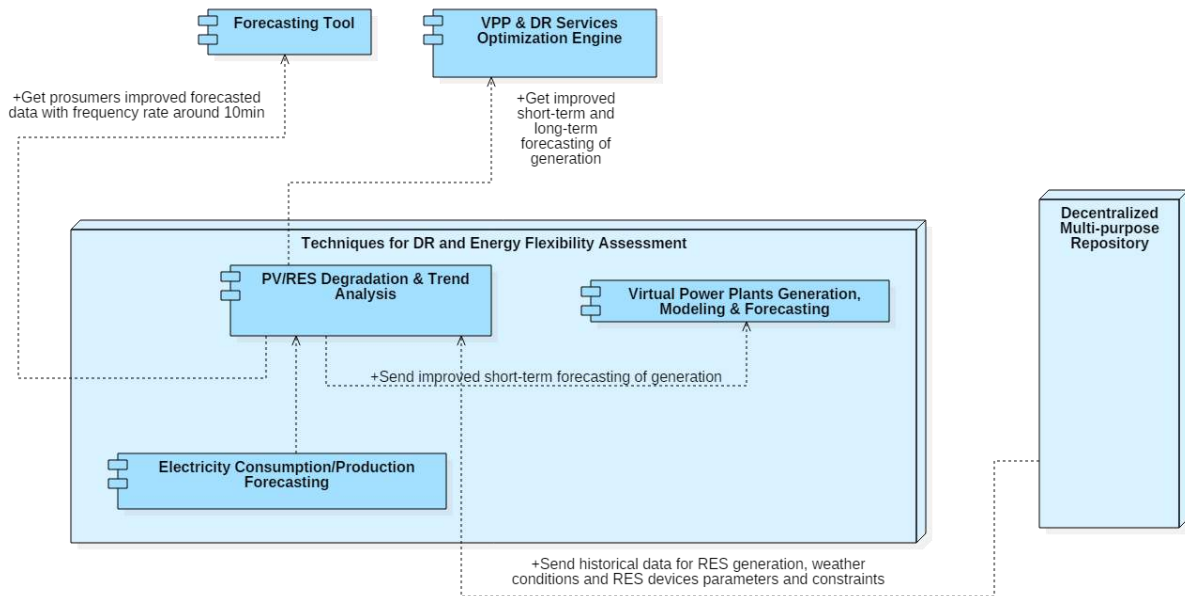 Forecasting Tool
VPP & DR Services
Optimization Engine
+Get prosumers improved forecasted
data with frequency rate around 10min
+Get improved
short-term and
long-term
forecasting of
generation
Decentralized
Multi-purpose
Repository
Techniques for DR and Energy Flexibility Assessment
PV/RES Degradation & Trend
Analysis
Virtual Power Plants Generation,
Modeling & Forecasting
+Send improved short-term forecasting of generation
Electricity Consumption/Production
Forecasting
+Send historical data for RES generation, weather
conditions and RES devices parameters and constraints